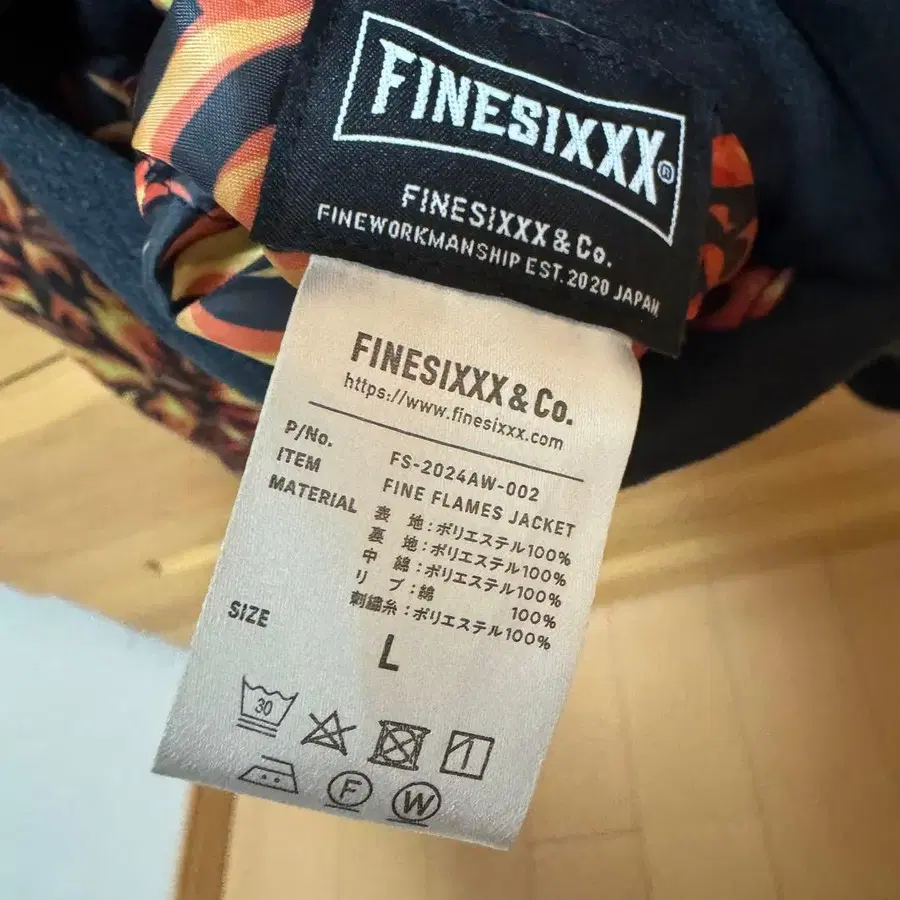 FINESIXXX®
FINESIXXX & Co.
FINEWORKMANSHIP EST. 2020 JAPAN
FINESIXXX & Co.
https://www.finesixxx.com
P/No. FS-2024AW-002
ITEM FINE FLAMES JACKET
MATERIAL 表 地:ポリエステル100%
裏 地:ポリエステル100%
中 綿:ポリエステル100%
リ ブ:綿 100%
刺繍糸:ポリエステル100%
SIZE L
30
F W